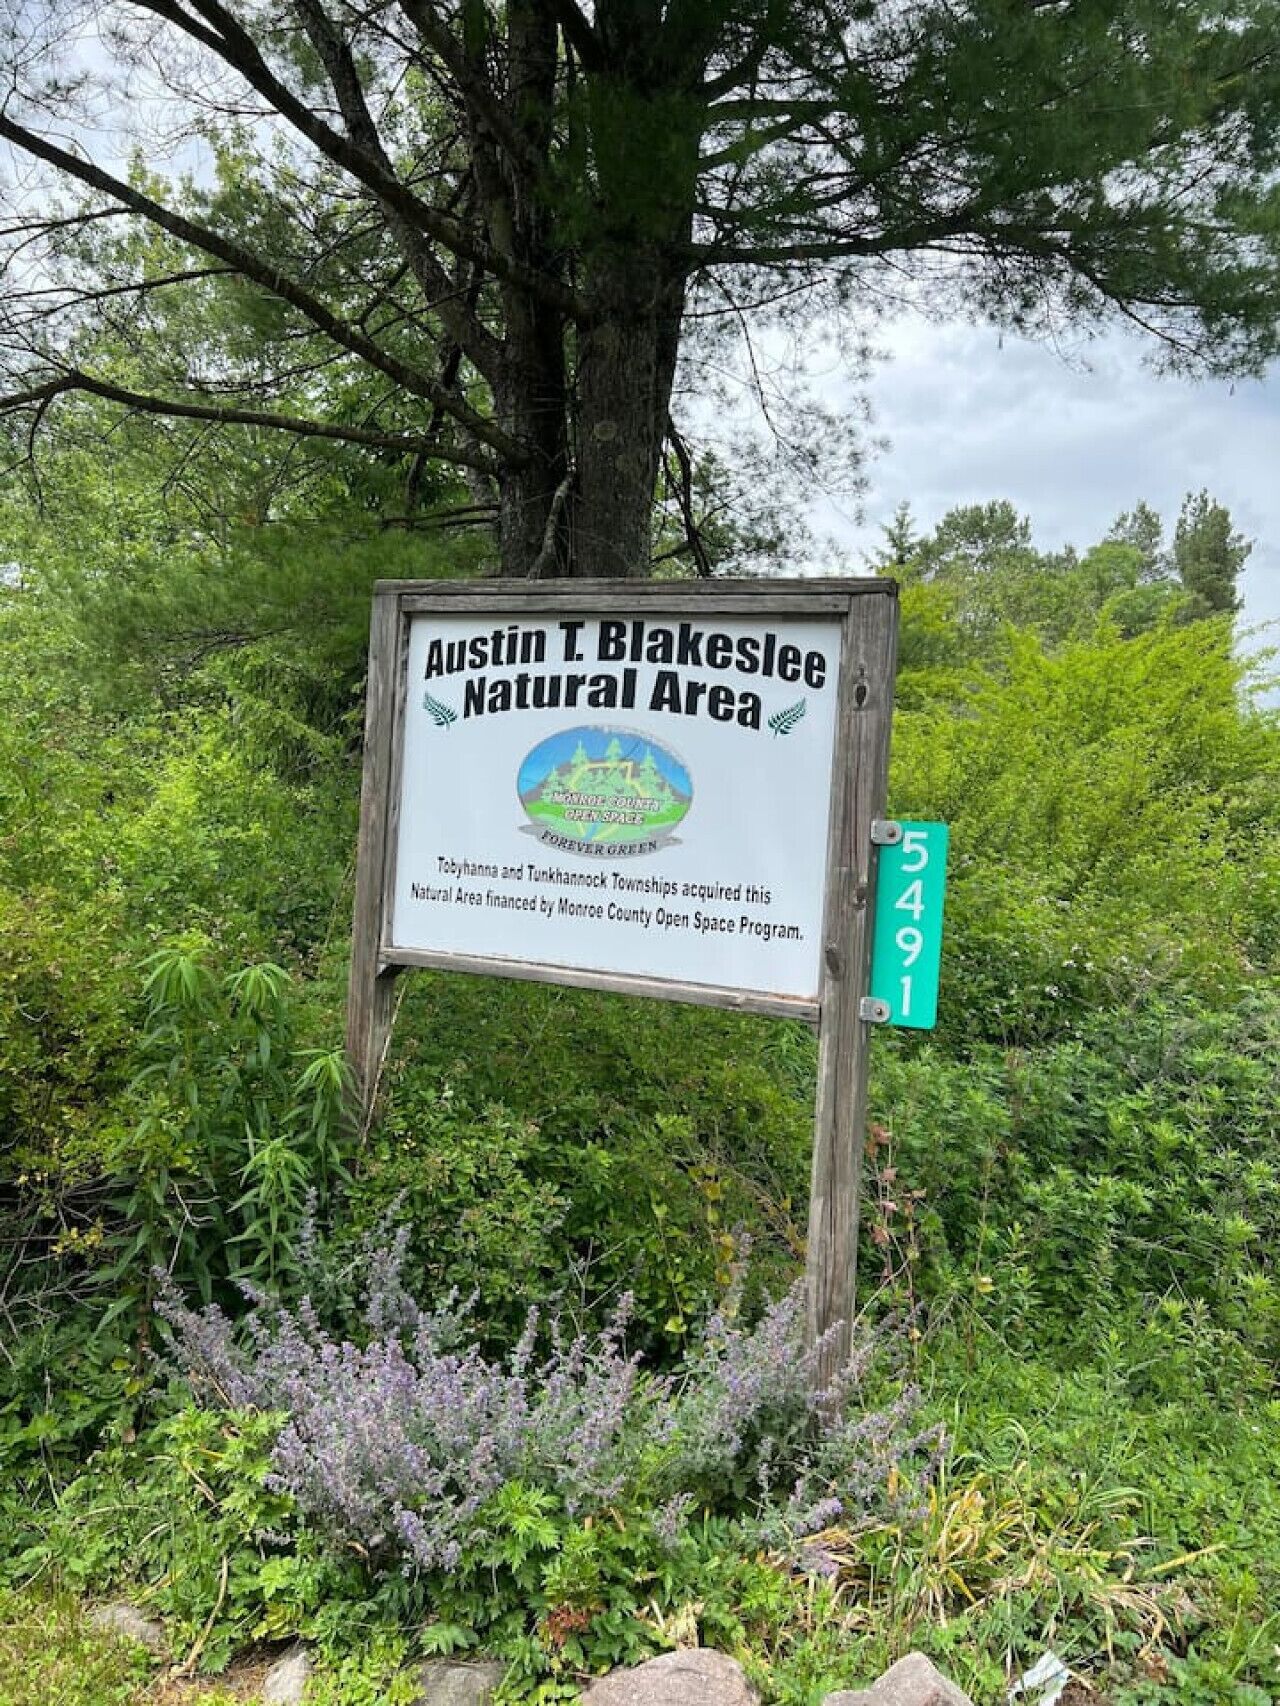 Austin T. Blakeslee
Natural Area
MONROE COUNTY
OPEN SPACE
FOREVER GREEN
Tobyhanna and Tunkhannock Townships acquired this
Natural Area financed by Monroe County Open Space Program.
5491